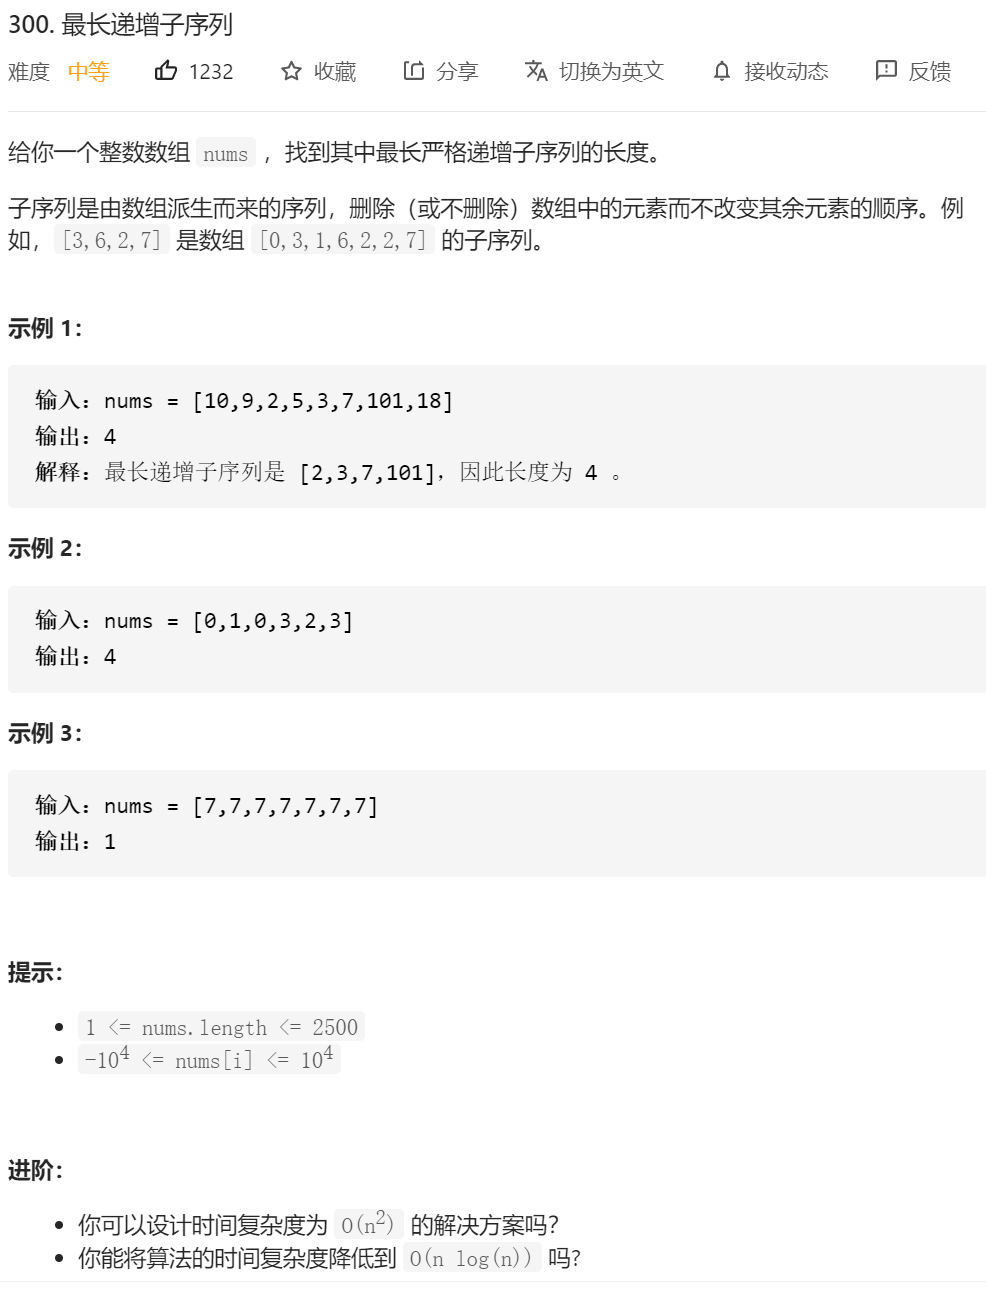 300. 最长递增子序列
难度 中等 1232 收藏 分享 切换为英文 接收动态 反馈
给你一个整数数组 nums ，找到其中最长严格递增子序列的长度。
子序列是由数组派生而来的序列，删除（或不删除）数组中的元素而不改变其余元素的顺序。例
如，[3,6,2,7] 是数组 [0,3,1,6,2,2,7] 的子序列。
示例 1：
输入：nums = [10,9,2,5,3,7,101,18]
输出：4
解释：最长递增子序列是 [2,3,7,101]，因此长度为 4 。
示例 2：
输入：nums = [0,1,0,3,2,3]
输出：4
示例 3：
输入：nums = [7,7,7,7,7,7,7]
输出：1
提示：
• 1 <= nums.length <= 2500
• -10⁴ <= nums[i] <= 10⁴
进阶：
• 你可以设计时间复杂度为 O(n²) 的解决方案吗？
• 你能将算法的时间复杂度降低到 O(n log(n)) 吗?